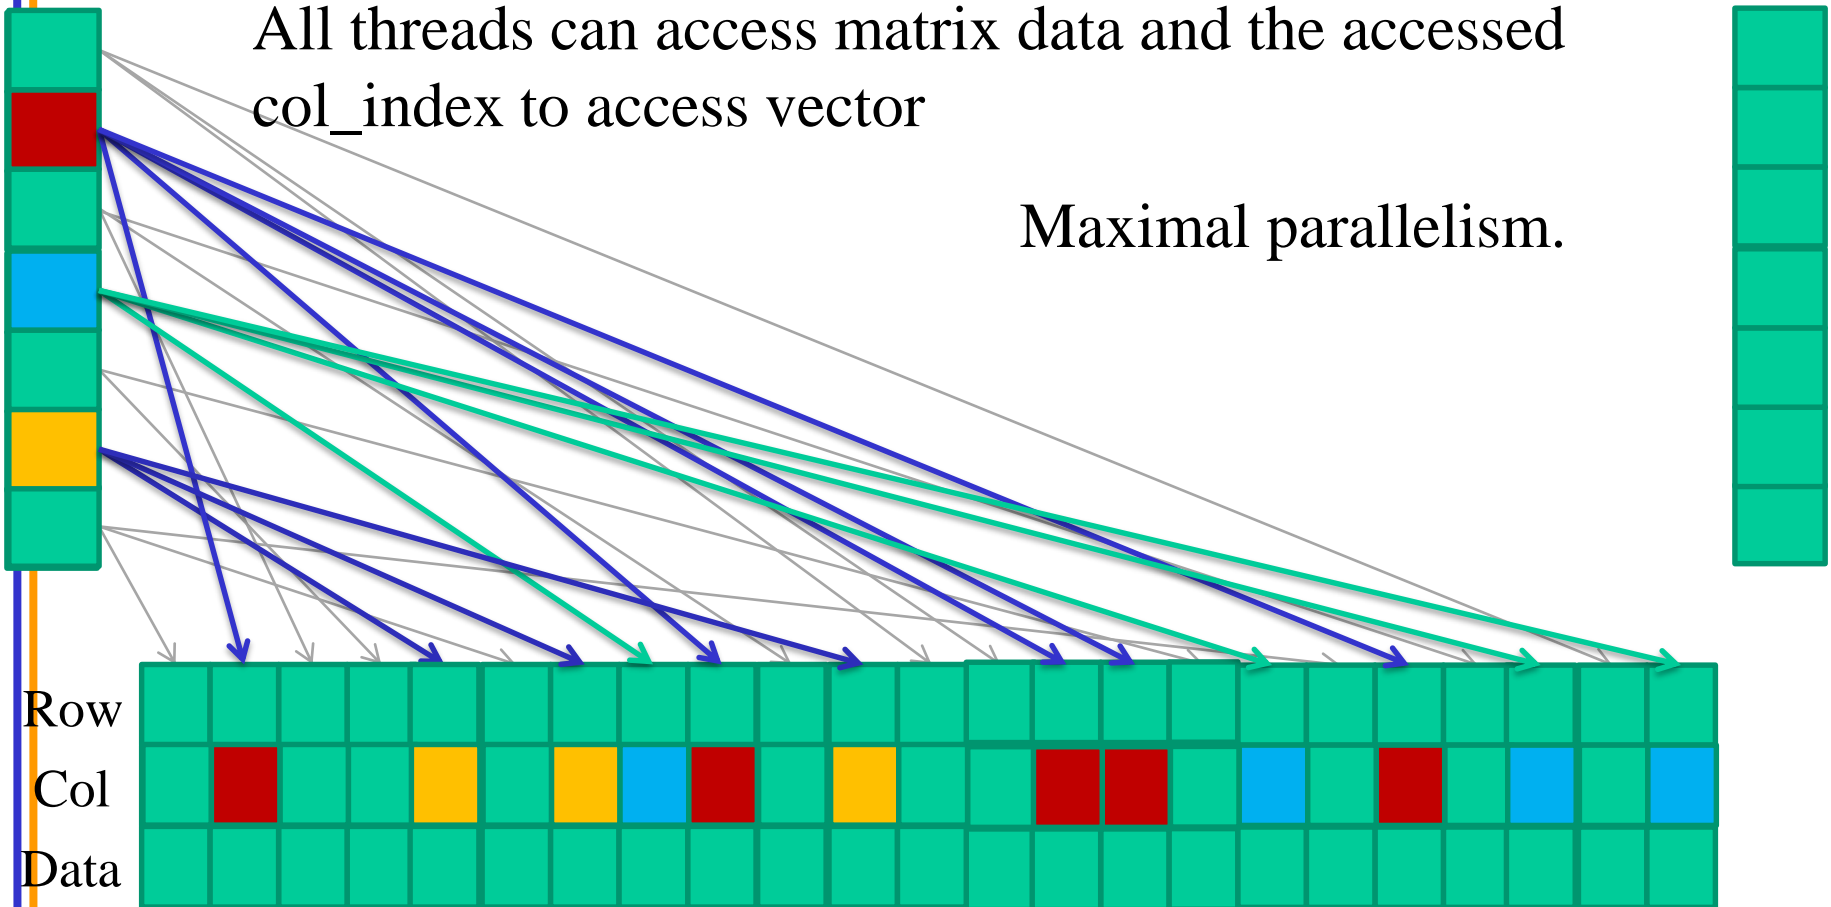 All threads can access matrix data and the accessed
col_index to access vector
Maximal parallelism.
Row
Col
Data